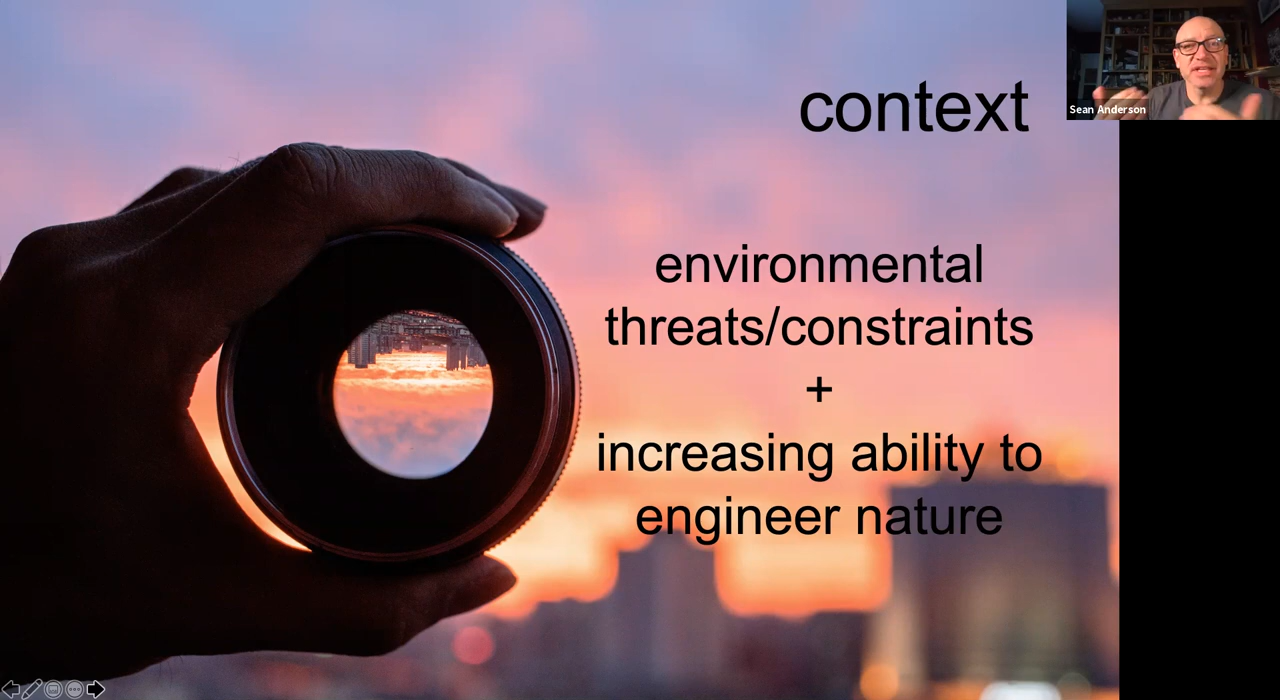 context
Sean Anderson
environmental
threats/constraints
+
increasing ability to
engineer nature